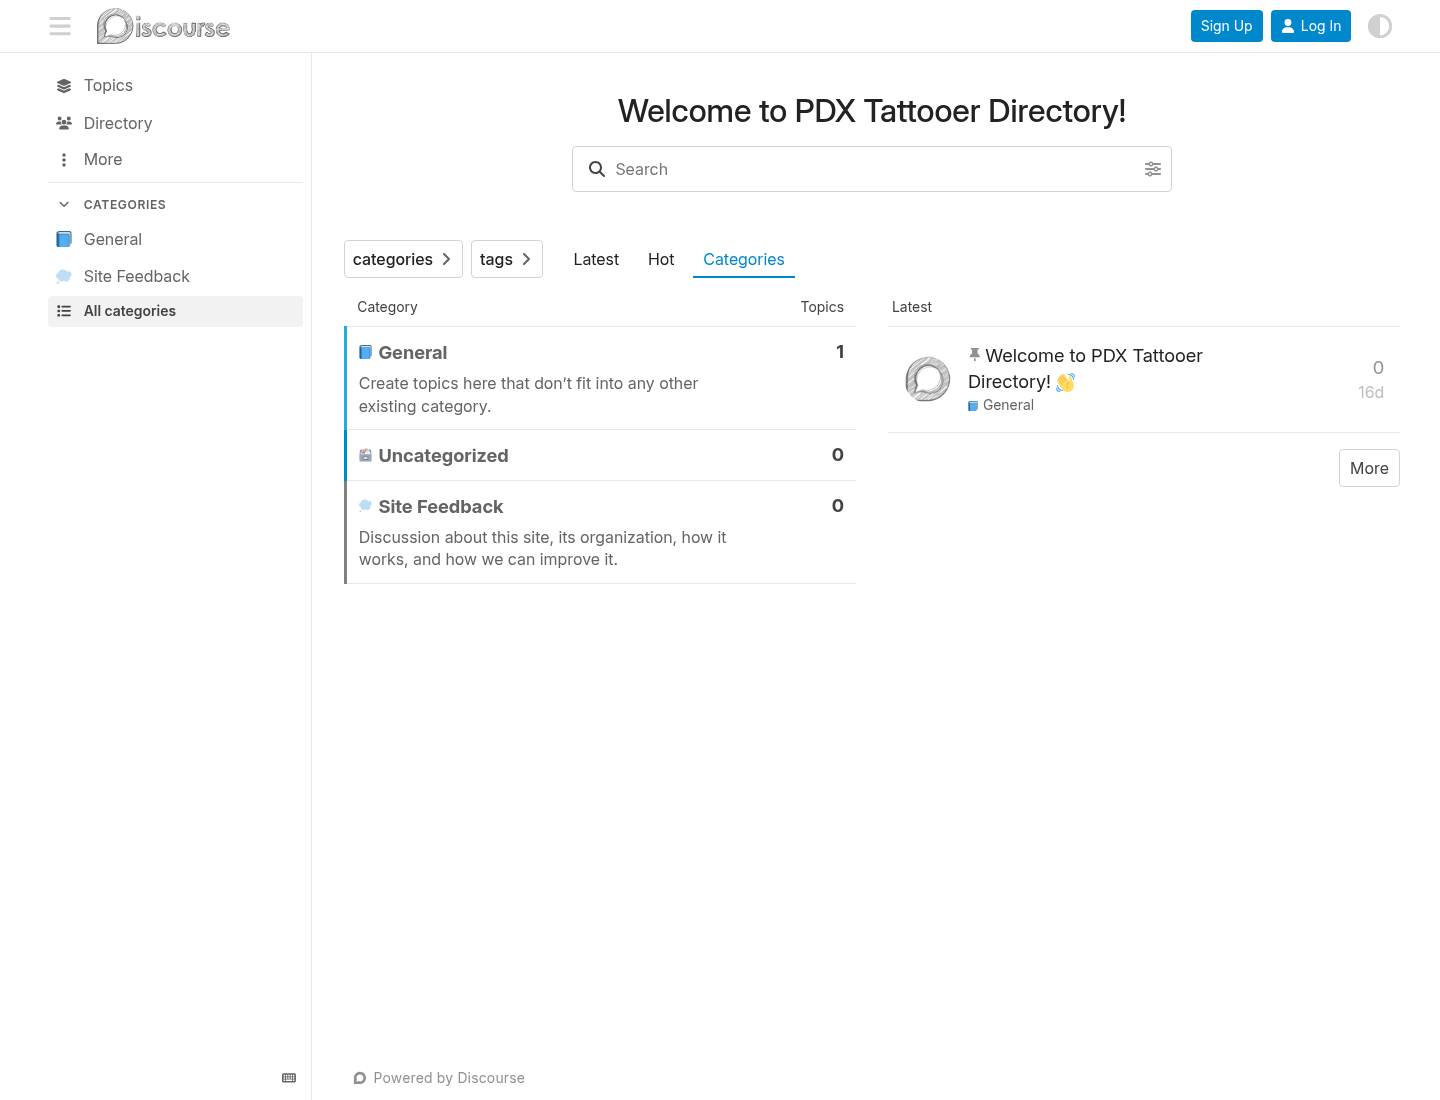 Discourse
Sign Up
Log In
Topics
Directory
More
CATEGORIES
General
Site Feedback
All categories
Welcome to PDX Tattooer Directory!
Search
categories
tags
Latest
Hot
Categories
Category Topics
General 1
Create topics here that don’t fit into any other
existing category.
Uncategorized 0
Site Feedback 0
Discussion about this site, its organization, how it
works, and how we can improve it.
Latest
Welcome to PDX Tattooer
Directory! 👋
General
0
16d
More
Powered by Discourse